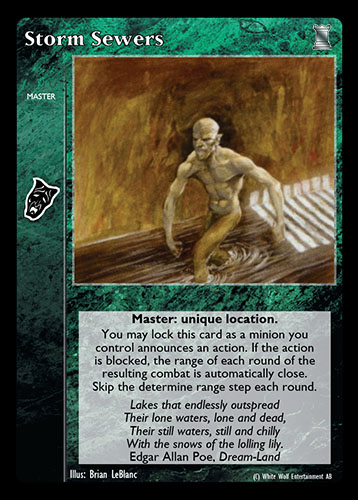 Storm Sewers
MASTER
Master: unique location.
You may lock this card as a minion you
control announces an action. If the action
is blocked, the range of each round of the
resulting combat is automatically close.
Skip the determine range step each round.
Lakes that endlessly outspread
Their lone waters, lone and dead,
Their still waters, still and chilly
With the snows of the lolling lily.
Edgar Allan Poe, Dream-Land
Illus: Brian LeBlanc
(C) White Wolf Entertainment AB